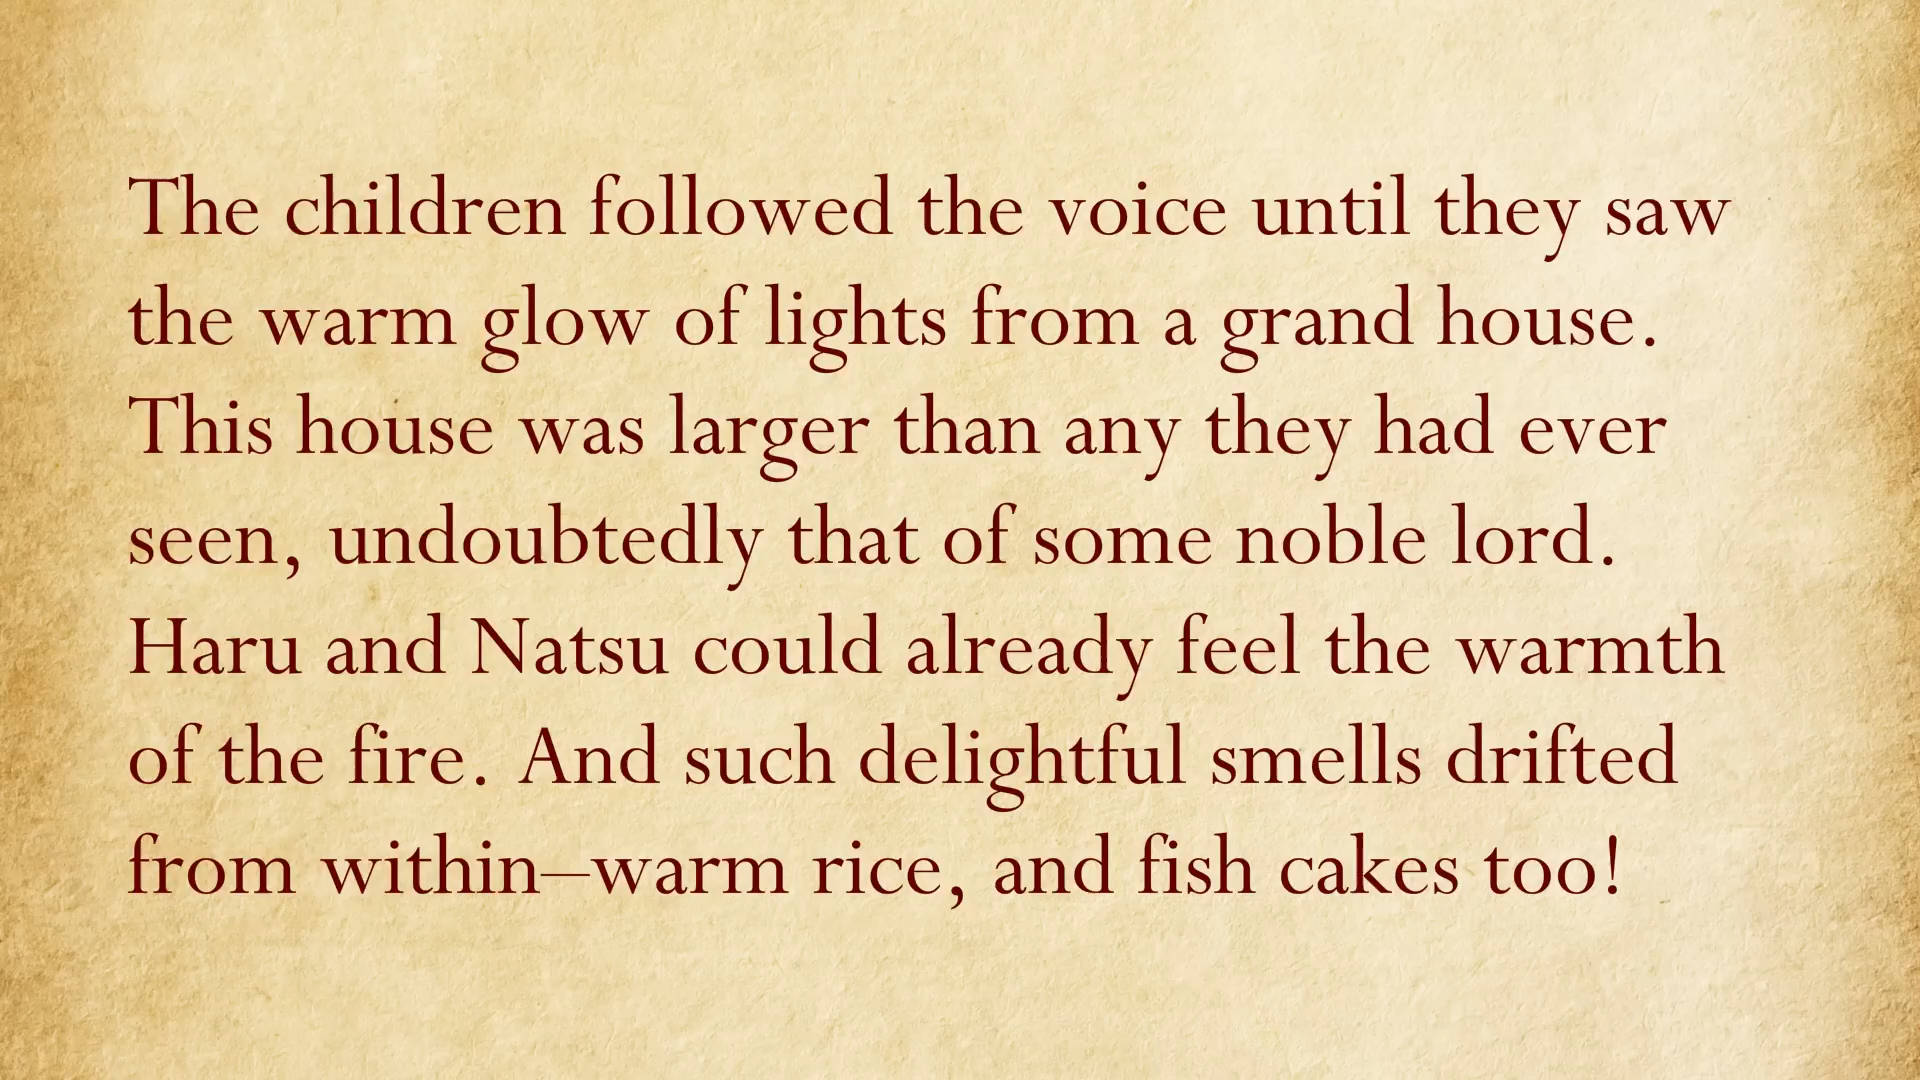 The children followed the voice until they saw
the warm glow of lights from a grand house.
This house was larger than any they had ever
seen, undoubtedly that of some noble lord.
Haru and Natsu could already feel the warmth
of the fire. And such delightful smells drifted
from within—warm rice, and fish cakes too!